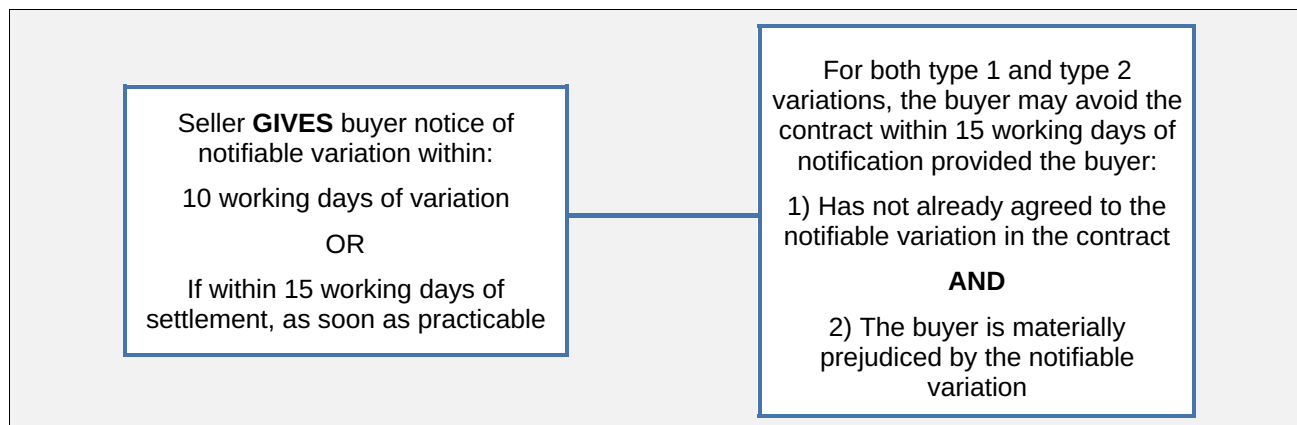 Seller GIVES buyer notice of
notifiable variation within:
10 working days of variation
OR
If within 15 working days of
settlement, as soon as practicable
For both type 1 and type 2
variations, the buyer may avoid the
contract within 15 working days of
notification provided the buyer:
1) Has not already agreed to the
notifiable variation in the contract
AND
2) The buyer is materially
prejudiced by the notifiable
variation